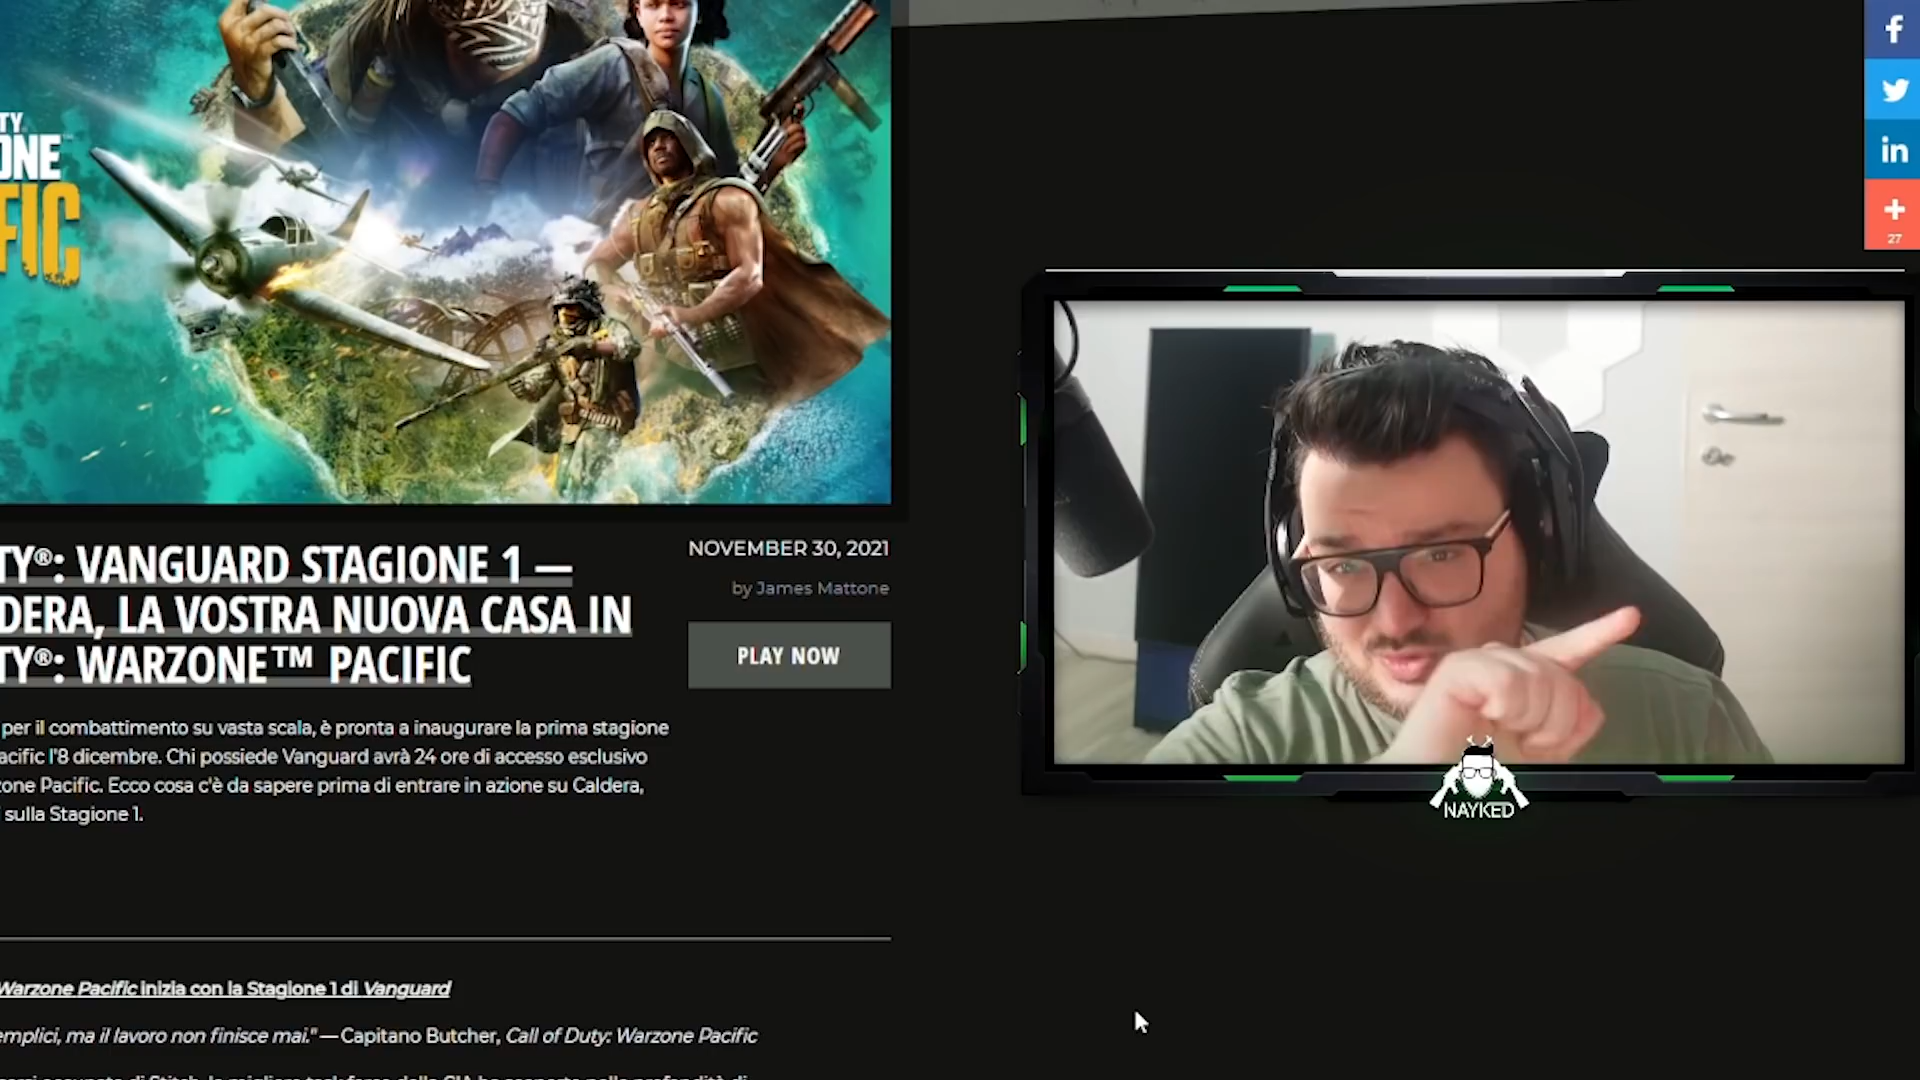 TY
ONE
FIC
27
TY®: VANGUARD STAGIONE 1 —
DERA, LA VOSTRA NUOVA CASA IN
TY®: WARZONE™ PACIFIC
NOVEMBER 30, 2021
by James Mattone
PLAY NOW
per il combattimento su vasta scala, è pronta a inaugurare la prima stagione
acific l'8 dicembre. Chi possiede Vanguard avrà 24 ore di accesso esclusivo
zone Pacific. Ecco cosa c'è da sapere prima di entrare in azione su Caldera,
sulla Stagione 1.
NAYKED
Warzone Pacific inizia con la Stagione 1 di Vanguard
emplici, ma il lavoro non finisce mai." — Capitano Butcher, Call of Duty: Warzone Pacific